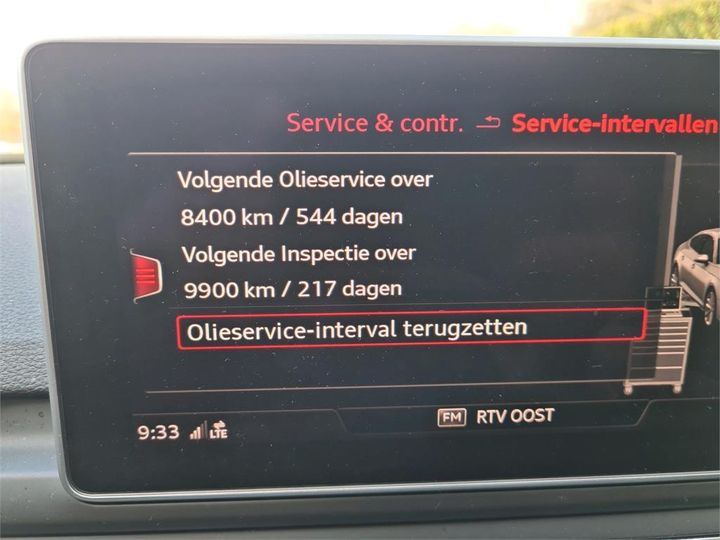 Service & contr. Service-intervallen
Volgende Olieservice over
8400 km / 544 dagen
Volgende Inspectie over
9900 km / 217 dagen
Olieservice-interval terugzetten
9:33 LTE FM RTV OOST